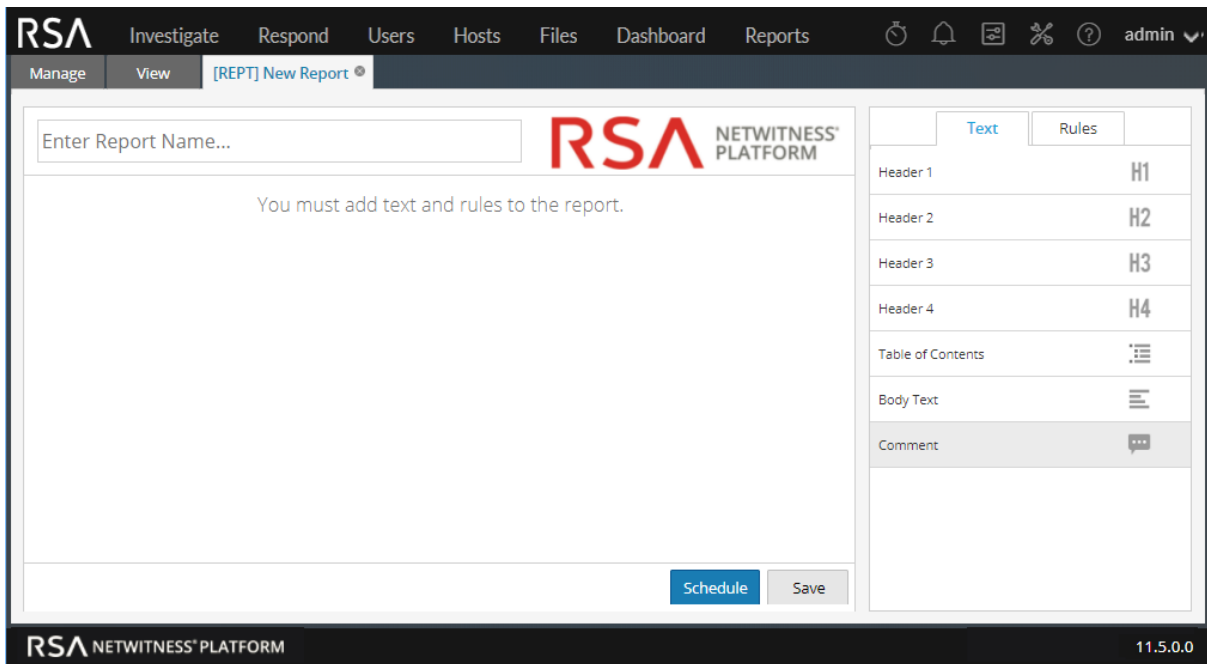 RSA Investigate Respond Users Hosts Files Dashboard Reports admin
Manage View [REPT] New Report
Enter Report Name...
RSA NETWITNESS® PLATFORM
You must add text and rules to the report.
Schedule Save
Text Rules
Header 1 H1
Header 2 H2
Header 3 H3
Header 4 H4
Table of Contents
Body Text
Comment
RSA NETWITNESS® PLATFORM 11.5.0.0